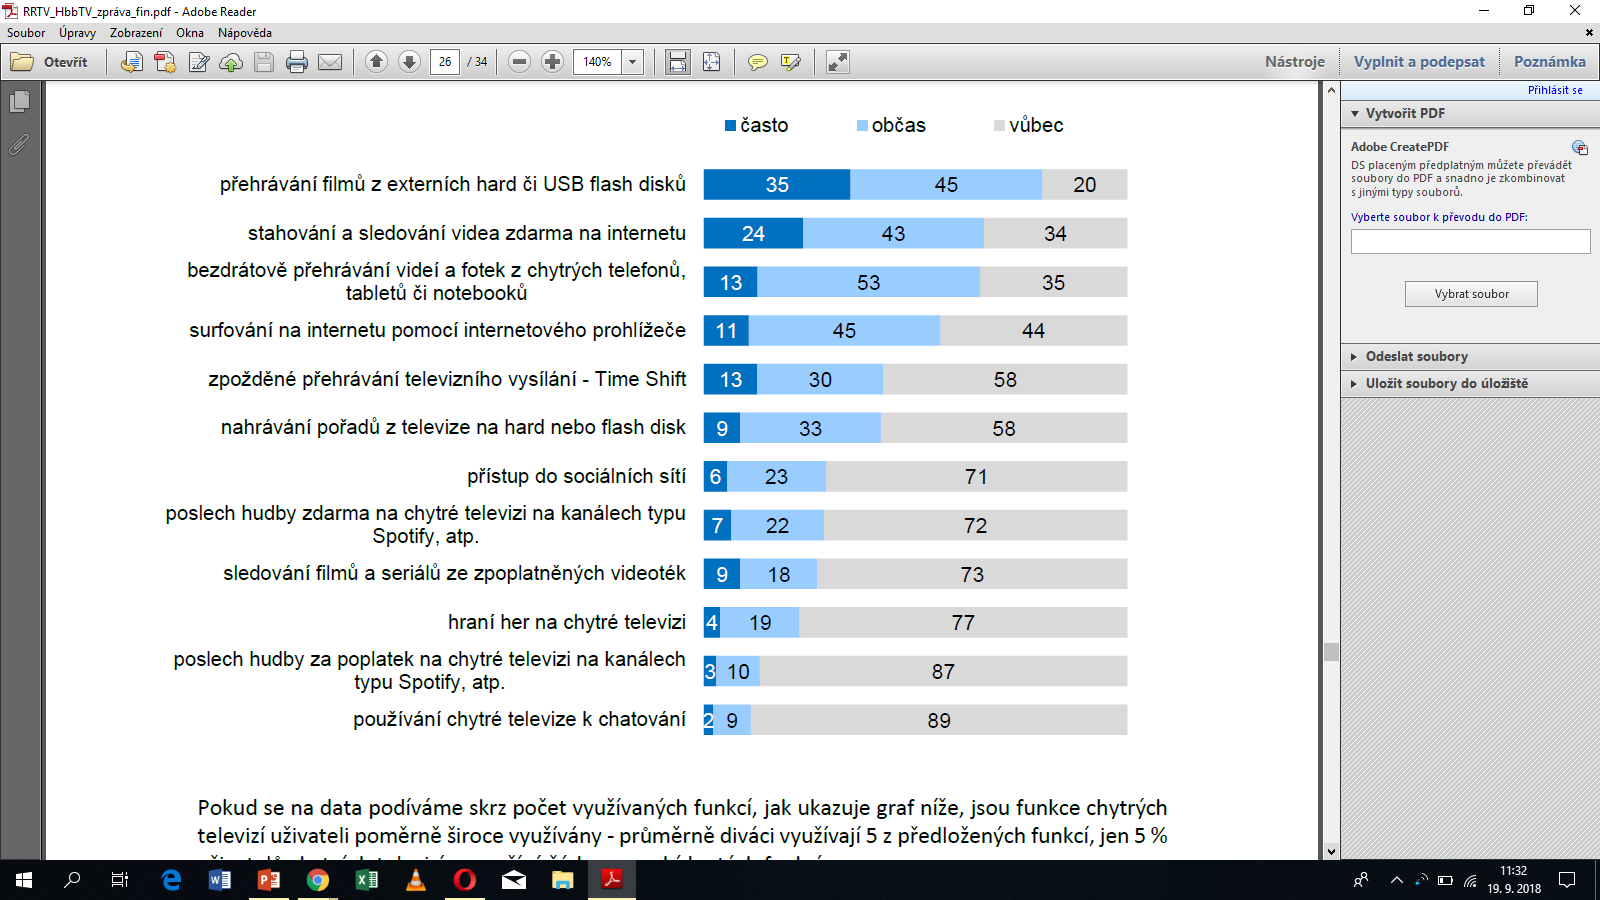 RRTV_HbbTV_zpráva_fin.pdf - Adobe Reader
Soubor Úpravy Zobrazení Okna Nápověda
Otevřít 26 / 34 140% Nástroje Vyplnit a podepsat Poznámka
Přihlásit se
Vytvořit PDF
Adobe CreatePDF
DS placeným předplatným můžete převádět
soubory do PDF a snadno je zkombinovat
s jinými typy souborů.
Vyberte soubor k převodu do PDF:
Vybrat soubor
Odeslat soubory
Uložit soubory do úložiště
často občas vůbec
přehrávání filmů z externích hard či USB flash disků 35 45 20
stahování a sledování videa zdarma na internetu 24 43 34
bezdrátově přehrávání videí a fotek z chytrých telefonů,
tabletů či notebooků 13 53 35
surfování na internetu pomocí internetového prohlížeče 11 45 44
zpožděné přehrávání televizního vysílání - Time Shift 13 30 58
nahrávání pořadů z televize na hard nebo flash disk 9 33 58
přístup do sociálních sítí 6 23 71
poslech hudby zdarma na chytré televizi na kanálech typu
Spotify, atp. 7 22 72
sledování filmů a seriálů ze zpoplatněných videoték 9 18 73
hraní her na chytré televizi 4 19 77
poslech hudby za poplatek na chytré televizi na kanálech
typu Spotify, atp. 3 10 87
používání chytré televize k chatování 2 9 89
Pokud se na data podíváme skrz počet využívaných funkcí, jak ukazuje graf níže, jsou funkce chytrých
televizí uživateli poměrně široce využívány - průměrně diváci využívají 5 z předložených funkcí, jen 5 %
11:32
19. 9. 2018